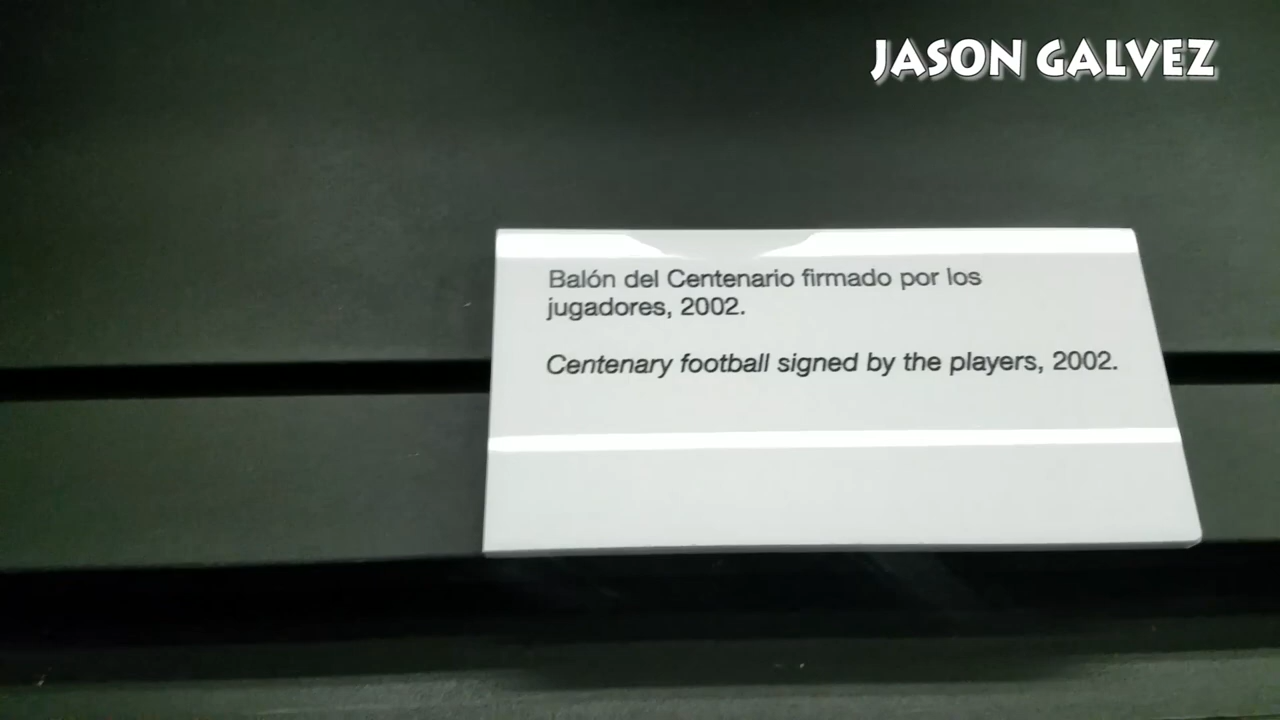 JASON GALVEZ
Balón del Centenario firmado por los
jugadores, 2002.
Centenary football signed by the players, 2002.